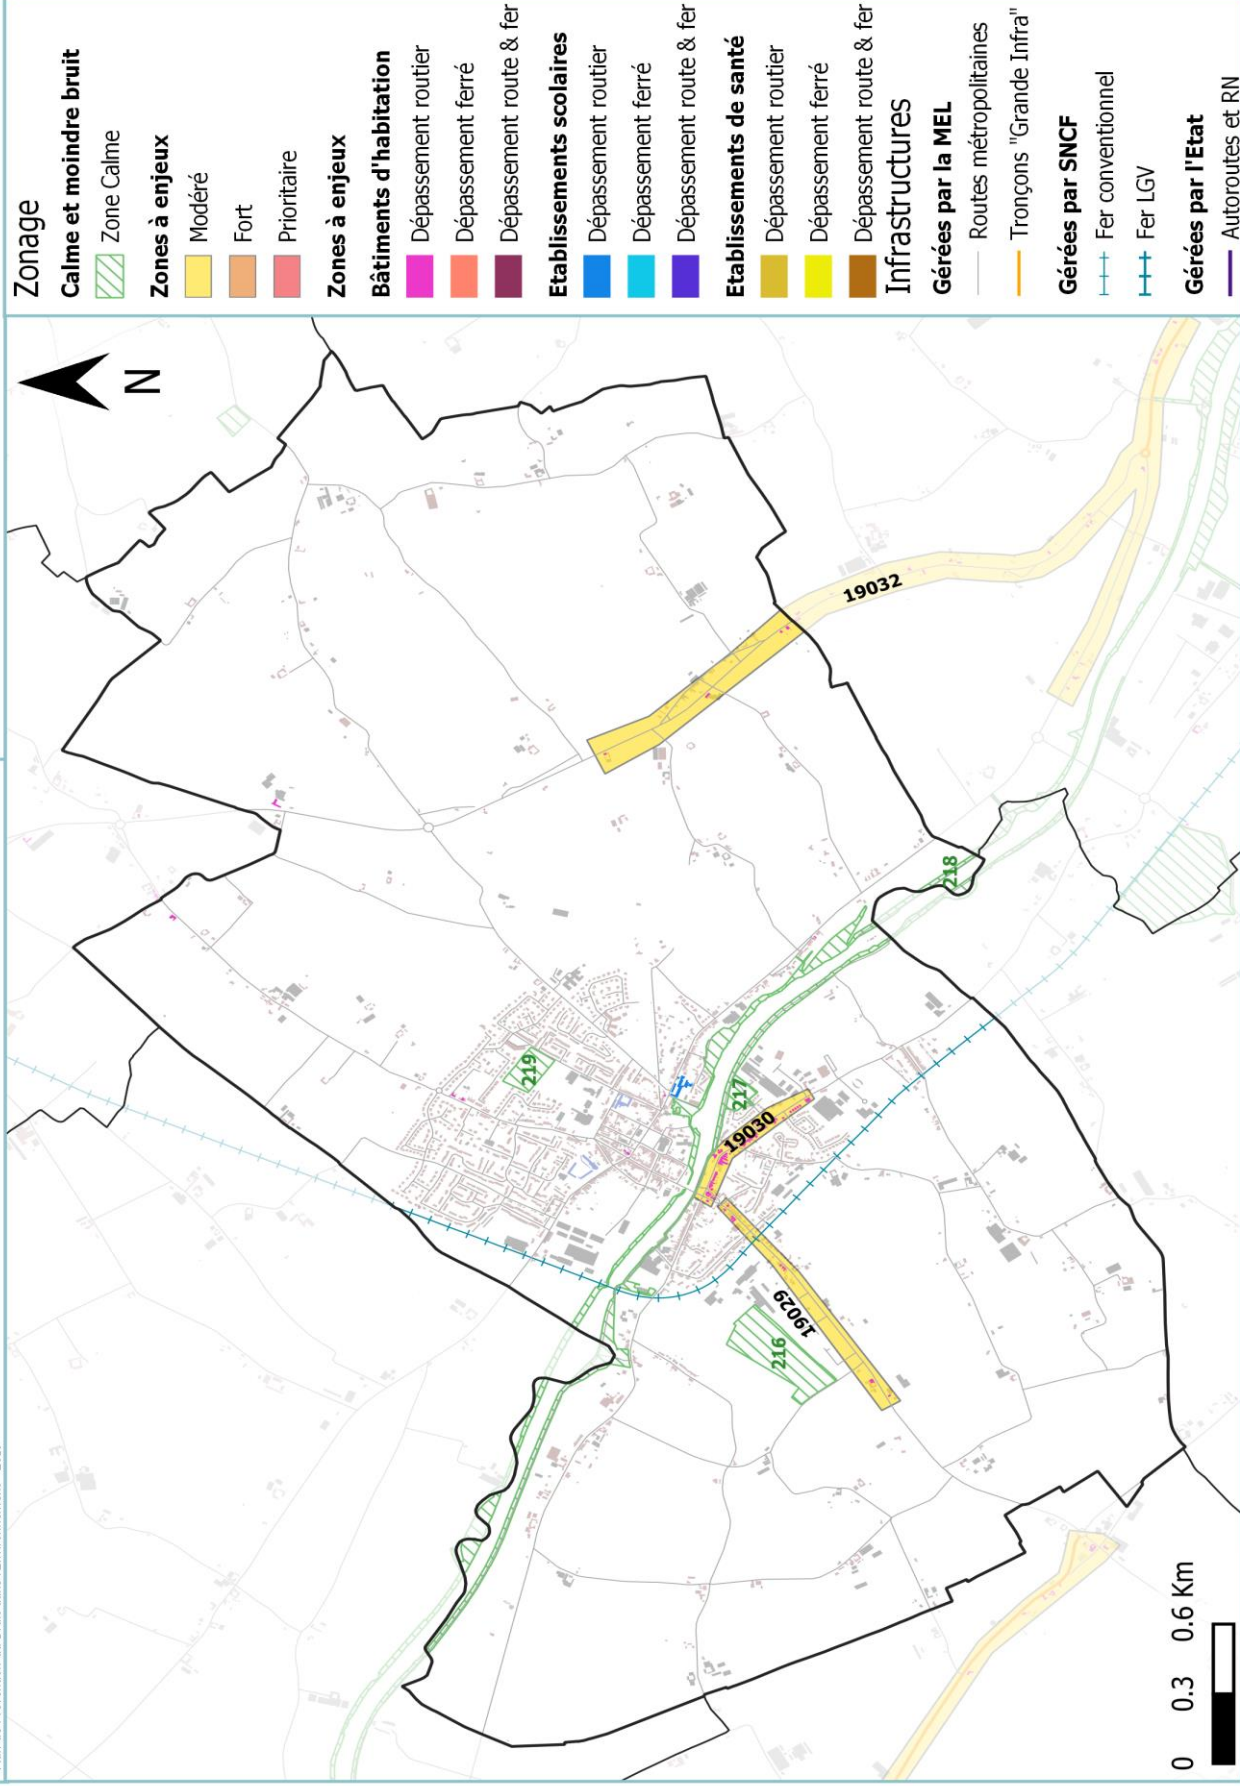 Zonage
Calme et moindre bruit
Zone Calme
Zones à enjeux
Modéré
Fort
Prioritaire
Zones à enjeux
Bâtiments d'habitation
Dépassement routier
Dépassement ferré
Dépassement route & fer
Etablissements scolaires
Dépassement routier
Dépassement ferré
Dépassement route & fer
Etablissements de santé
Dépassement routier
Dépassement ferré
Dépassement route & fer
Infrastructures
Gérées par la MEL
Routes métropolitaines
Tronçons "Grande Infra"
Gérées par SNCF
Fer conventionnel
Fer LGV
Gérées par l'Etat
Autoroutes et RN
N
19032
218
219
217
19030
19029
216
0 0.3 0.6 Km